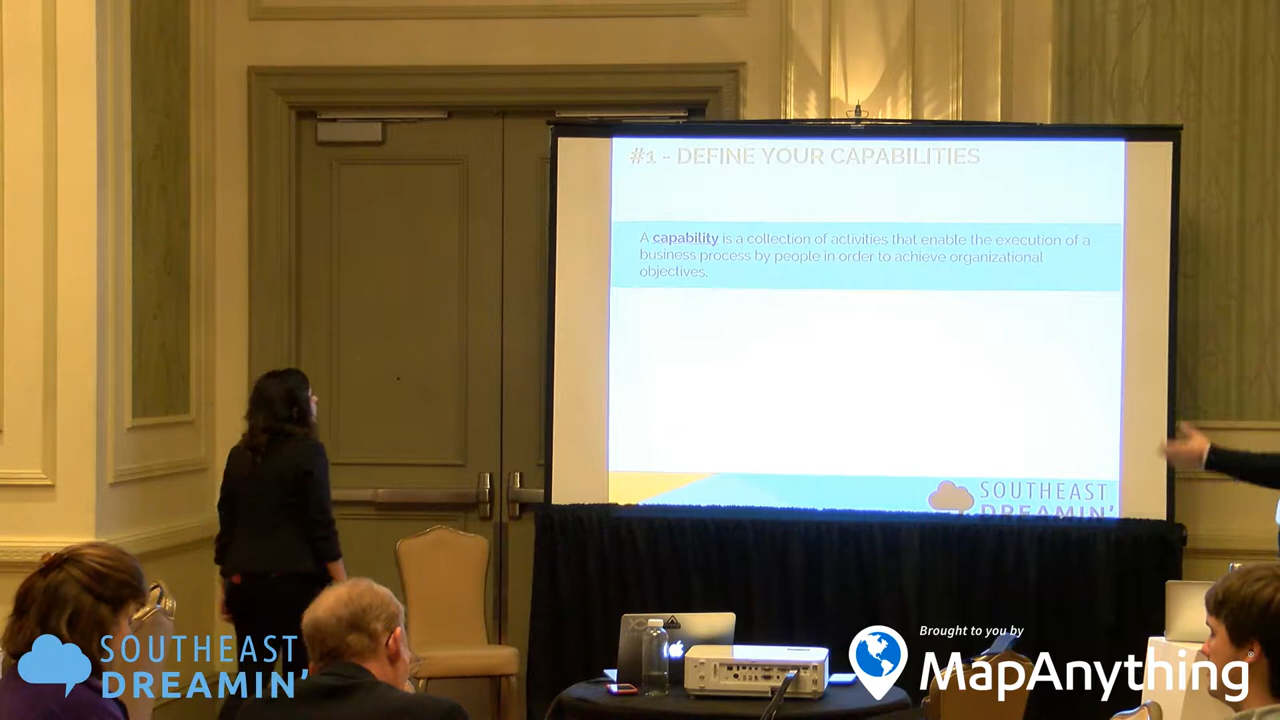 #1 - DEFINE YOUR CAPABILITIES
A capability is a collection of activities that enable the execution of a
business process by people in order to achieve organizational
objectives.
SOUTHEAST
DREAMIN'
SOUTHEAST
DREAMIN'
Brought to you by
MapAnything®